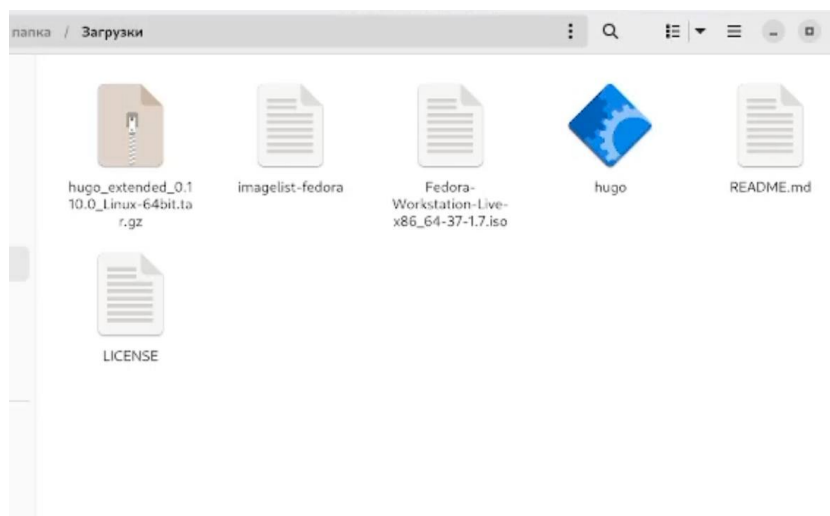 папка / Загрузки
hugo_extended_0.1
10.0_Linux-64bit.ta
r.gz
imagelist-fedora
Fedora-
Workstation-Live-
x86_64-37-1.7.iso
hugo
README.md
LICENSE